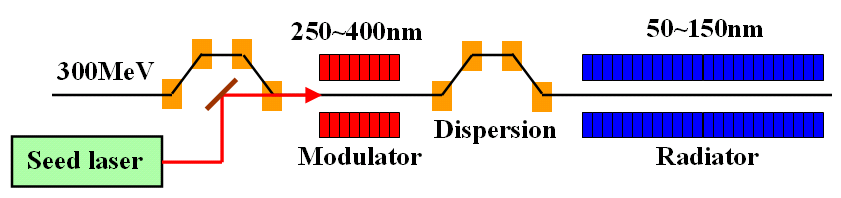 250~400nm
50~150nm
300MeV
Dispersion
Seed laser
Modulator
Radiator